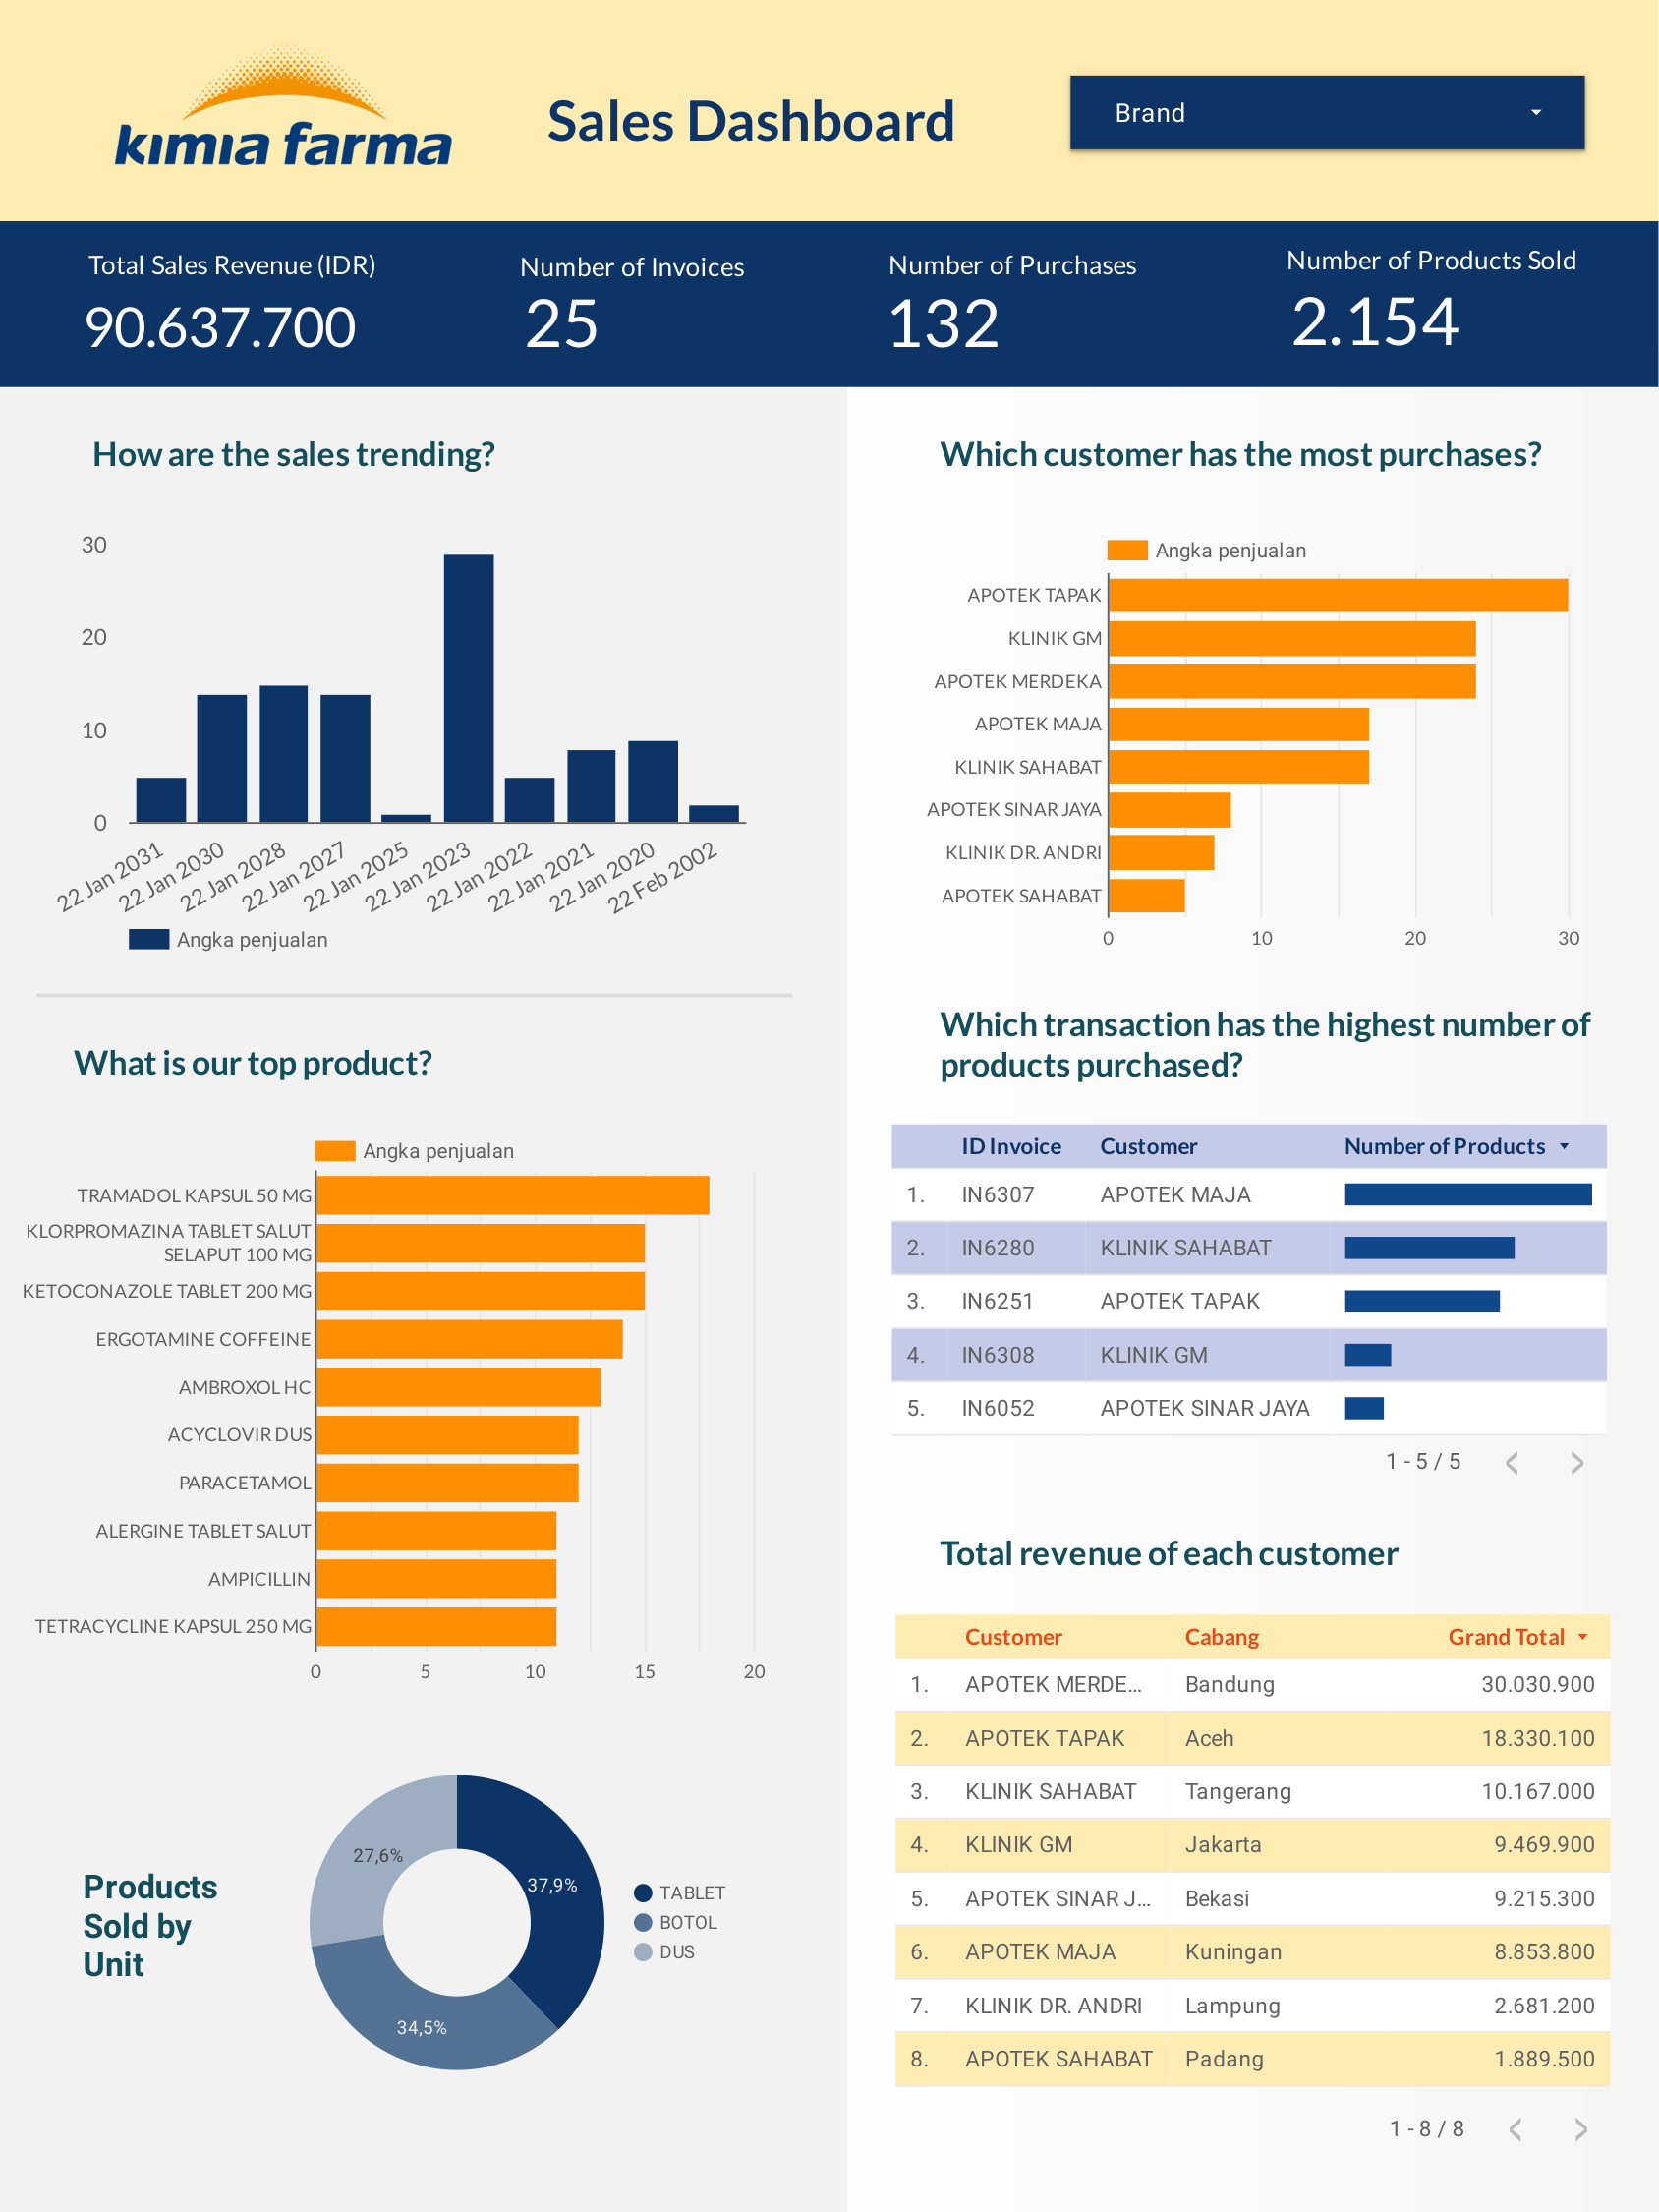 kimia farma
Sales Dashboard
Brand
Total Sales Revenue (IDR)
90.637.700
Number of Invoices
25
Number of Purchases
132
Number of Products Sold
2.154
How are the sales trending?
30
20
10
0
22 Jan 2031
22 Jan 2030
22 Jan 2028
22 Jan 2027
22 Jan 2025
22 Jan 2023
22 Jan 2022
22 Jan 2021
22 Jan 2020
22 Feb 2002
Angka penjualan
What is our top product?
Angka penjualan
TRAMADOL KAPSUL 50 MG
KLORPROMAZINA TABLET SALUT
SELAPUT 100 MG
KETOCONAZOLE TABLET 200 MG
ERGOTAMINE COFFEINE
AMBROXOL HC
ACYCLOVIR DUS
PARACETAMOL
ALERGINE TABLET SALUT
AMPICILLIN
TETRACYCLINE KAPSUL 250 MG
0 5 10 15 20
Products
Sold by
Unit
27,6%
37,9%
34,5%
TABLET
BOTOL
DUS
Which customer has the most purchases?
Angka penjualan
APOTEK TAPAK
KLINIK GM
APOTEK MERDEKA
APOTEK MAJA
KLINIK SAHABAT
APOTEK SINAR JAYA
KLINIK DR. ANDRI
APOTEK SAHABAT
0 10 20 30
Which transaction has the highest number of
products purchased?
ID Invoice Customer Number of Products
1. IN6307 APOTEK MAJA
2. IN6280 KLINIK SAHABAT
3. IN6251 APOTEK TAPAK
4. IN6308 KLINIK GM
5. IN6052 APOTEK SINAR JAYA
1 - 5 / 5
Total revenue of each customer
Customer Cabang Grand Total
1. APOTEK MERDE... Bandung 30.030.900
2. APOTEK TAPAK Aceh 18.330.100
3. KLINIK SAHABAT Tangerang 10.167.000
4. KLINIK GM Jakarta 9.469.900
5. APOTEK SINAR J... Bekasi 9.215.300
6. APOTEK MAJA Kuningan 8.853.800
7. KLINIK DR. ANDRI Lampung 2.681.200
8. APOTEK SAHABAT Padang 1.889.500
1 - 8 / 8